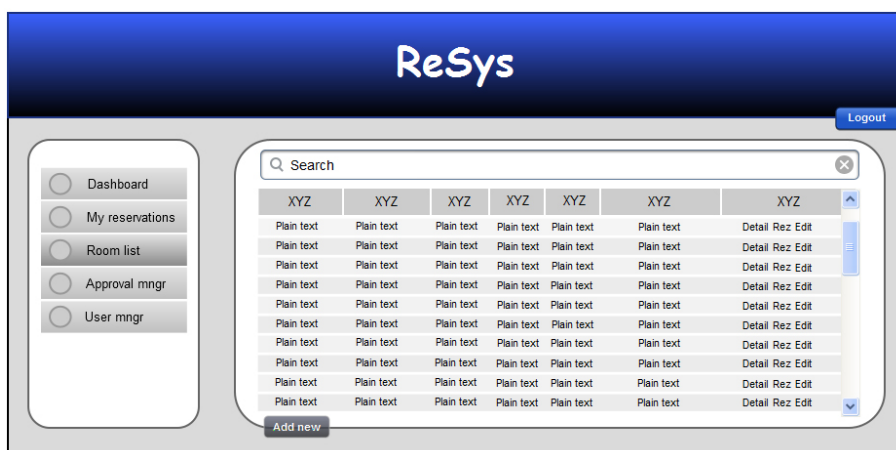 ReSys
Logout
Dashboard
My reservations
Room list
Approval mngr
User mngr
Search
XYZ XYZ XYZ XYZ XYZ XYZ XYZ
Plain text Plain text Plain text Plain text Plain text Plain text Detail Rez Edit
Plain text Plain text Plain text Plain text Plain text Plain text Detail Rez Edit
Plain text Plain text Plain text Plain text Plain text Plain text Detail Rez Edit
Plain text Plain text Plain text Plain text Plain text Plain text Detail Rez Edit
Plain text Plain text Plain text Plain text Plain text Plain text Detail Rez Edit
Plain text Plain text Plain text Plain text Plain text Plain text Detail Rez Edit
Plain text Plain text Plain text Plain text Plain text Plain text Detail Rez Edit
Plain text Plain text Plain text Plain text Plain text Plain text Detail Rez Edit
Plain text Plain text Plain text Plain text Plain text Plain text Detail Rez Edit
Plain text Plain text Plain text Plain text Plain text Plain text Detail Rez Edit
Add new